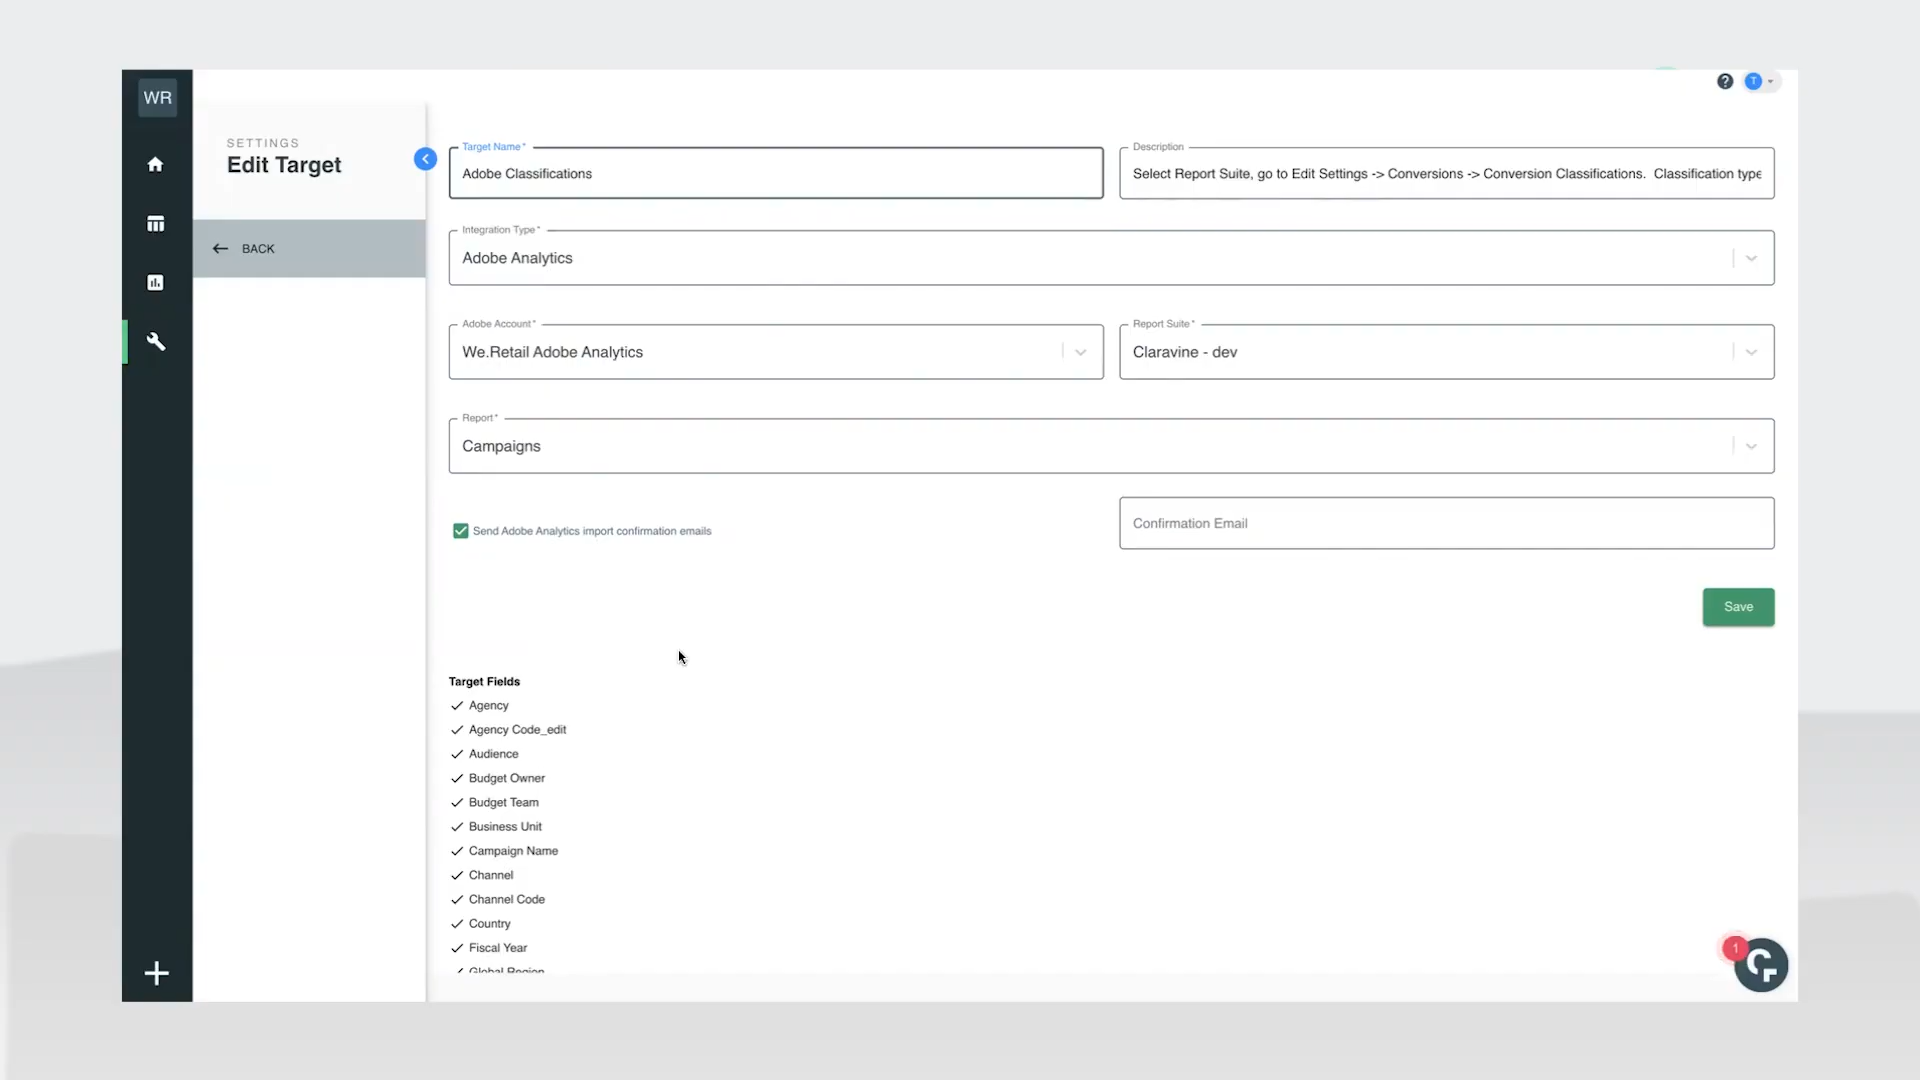 WR
T
SETTINGS
Edit Target
BACK
Target Name*
Adobe Classifications
Description
Select Report Suite, go to Edit Settings -> Conversions -> Conversion Classifications.  Classification type
Integration Type*
Adobe Analytics
Adobe Account*
We.Retail Adobe Analytics
Report Suite*
Claravine - dev
Report*
Campaigns
Send Adobe Analytics import confirmation emails
Confirmation Email
Save
Target Fields
Agency
Agency Code_edit
Audience
Budget Owner
Budget Team
Business Unit
Campaign Name
Channel
Channel Code
Country
Fiscal Year
Global Region
1